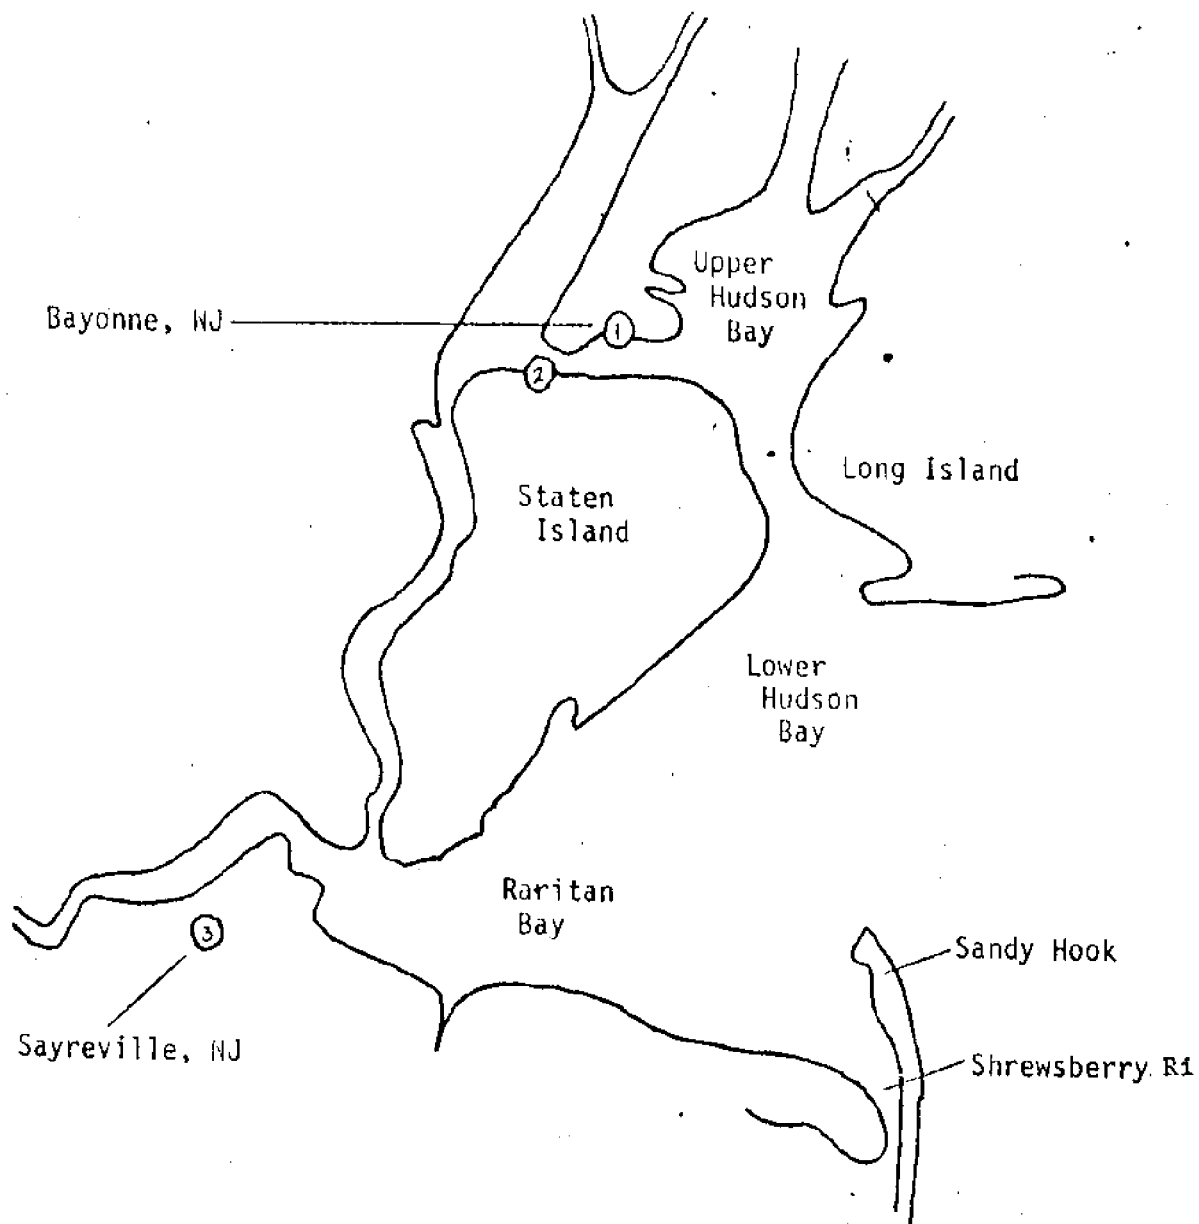 Upper
Hudson
Bay
Bayonne, NJ
1
2
Long Island
Staten
Island
Lower
Hudson
Bay
Raritan
Bay
3
Sandy Hook
Sayreville, NJ
Shrewsberry Ri